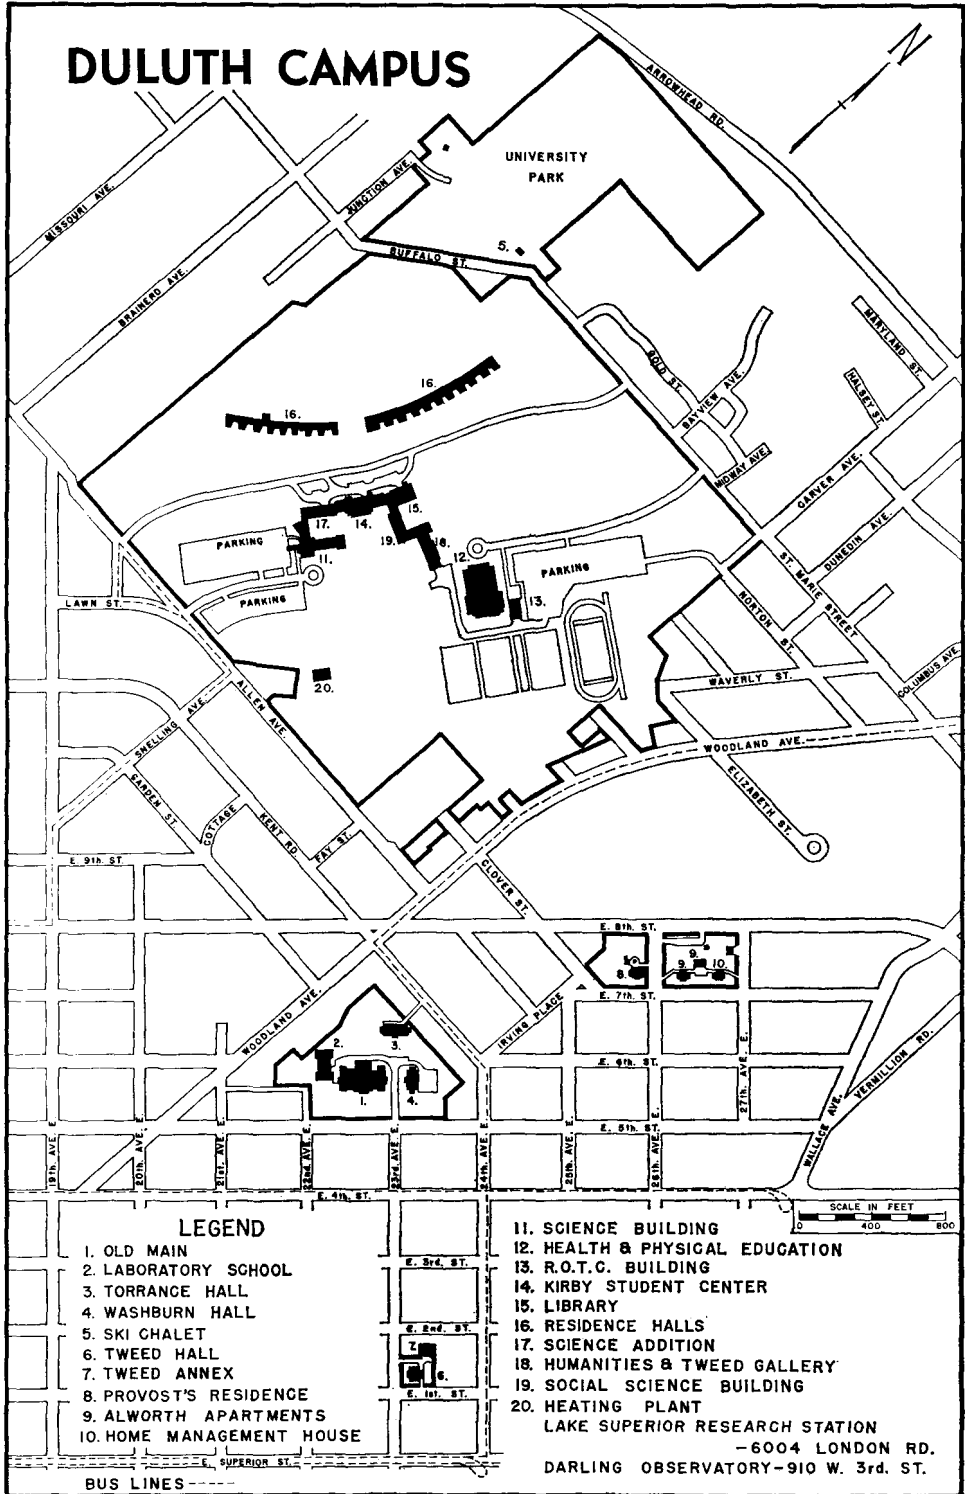 DULUTH CAMPUS
N
ARROWHEAD RD.
UNIVERSITY
PARK
MISSOURI AVE.
JUNCTION AVE.
5.
BUFFALO ST.
BRAINERD AVE.
MARYLAND ST.
GOLD ST.
BAYVIEW AVE.
HALSEY ST.
16.
16.
MIDWAY AVE.
CARVER AVE.
17.
14.
15.
PARKING
19.
18.
12.
11.
PARKING
DUNEDIN AVE.
ST. MARIE STREET
LAWN ST.
PARKING
13.
NORTON ST.
20.
WAVERLY ST.
COLUMBUS AVE.
ALLEN AVE.
SNELLING AVE.
WOODLAND AVE.
ELIZABETH ST.
GARDEN ST.
COTTAGE
KENT RD.
FAY ST.
E. 9th. ST.
CLOVER ST.
E. 8th. ST.
8.
9.
9.
10.
E. 7th. ST.
IRVING PLACE
WOODLAND AVE.
2.
3.
1.
4.
E. 6th. ST.
27th. AVE E.
VERMILLION RD.
WALLACE AVE.
E. 5th. ST.
19th. AVE E.
20th. AVE E.
21st. AVE E.
22nd. AVE E.
23rd. AVE E.
24th. AVE E.
25th. AVE E.
26th. AVE E.
E. 4th. ST.
SCALE IN FEET
0 400 800
E. 3rd. ST.
E. 2nd. ST.
7.
6.
E. 1st. ST.
E. SUPERIOR ST.
LEGEND
1. OLD MAIN
2. LABORATORY SCHOOL
3. TORRANCE HALL
4. WASHBURN HALL
5. SKI CHALET
6. TWEED HALL
7. TWEED ANNEX
8. PROVOST'S RESIDENCE
9. ALWORTH APARTMENTS
10. HOME MANAGEMENT HOUSE
BUS LINES-----
11. SCIENCE BUILDING
12. HEALTH & PHYSICAL EDUCATION
13. R.O.T.C. BUILDING
14. KIRBY STUDENT CENTER
15. LIBRARY
16. RESIDENCE HALLS
17. SCIENCE ADDITION
18. HUMANITIES & TWEED GALLERY
19. SOCIAL SCIENCE BUILDING
20. HEATING PLANT
LAKE SUPERIOR RESEARCH STATION
-6004 LONDON RD.
DARLING OBSERVATORY-910 W. 3rd. ST.